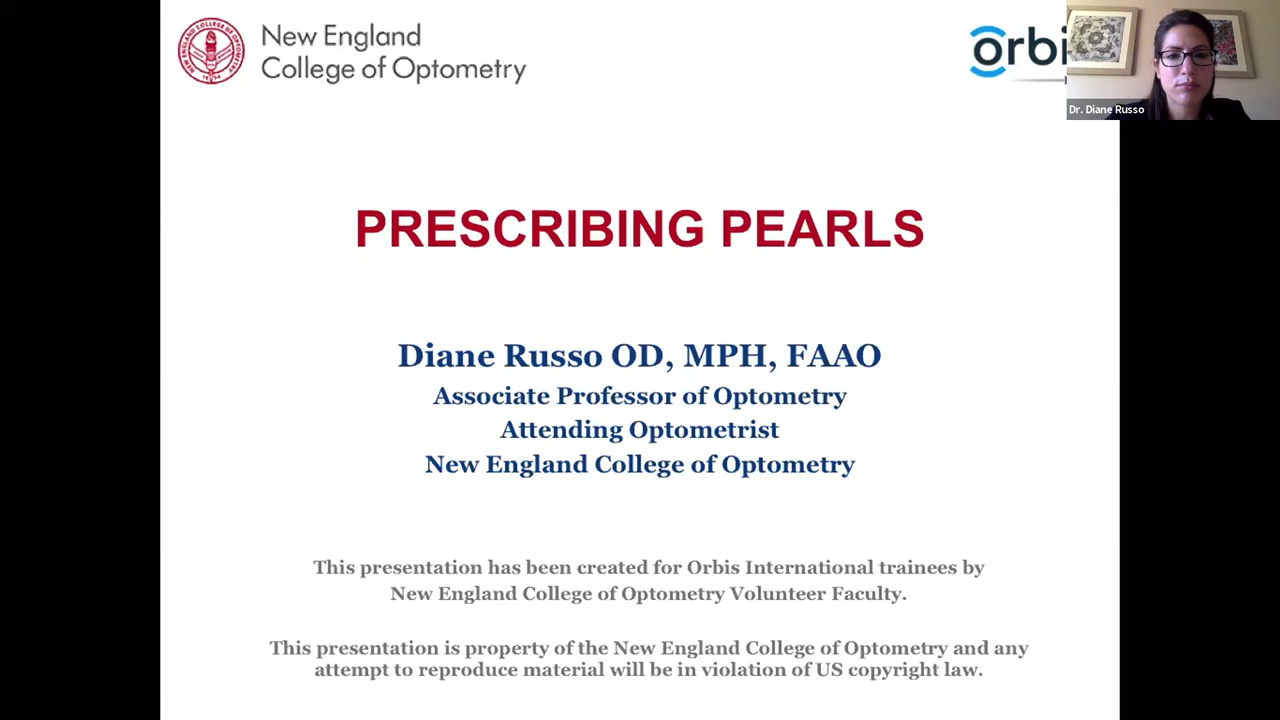 New England
College of Optometry
Dr. Diane Russo
PRESCRIBING PEARLS
Diane Russo OD, MPH, FAAO
Associate Professor of Optometry
Attending Optometrist
New England College of Optometry
This presentation has been created for Orbis International trainees by
New England College of Optometry Volunteer Faculty.
This presentation is property of the New England College of Optometry and any
attempt to reproduce material will be in violation of US copyright law.